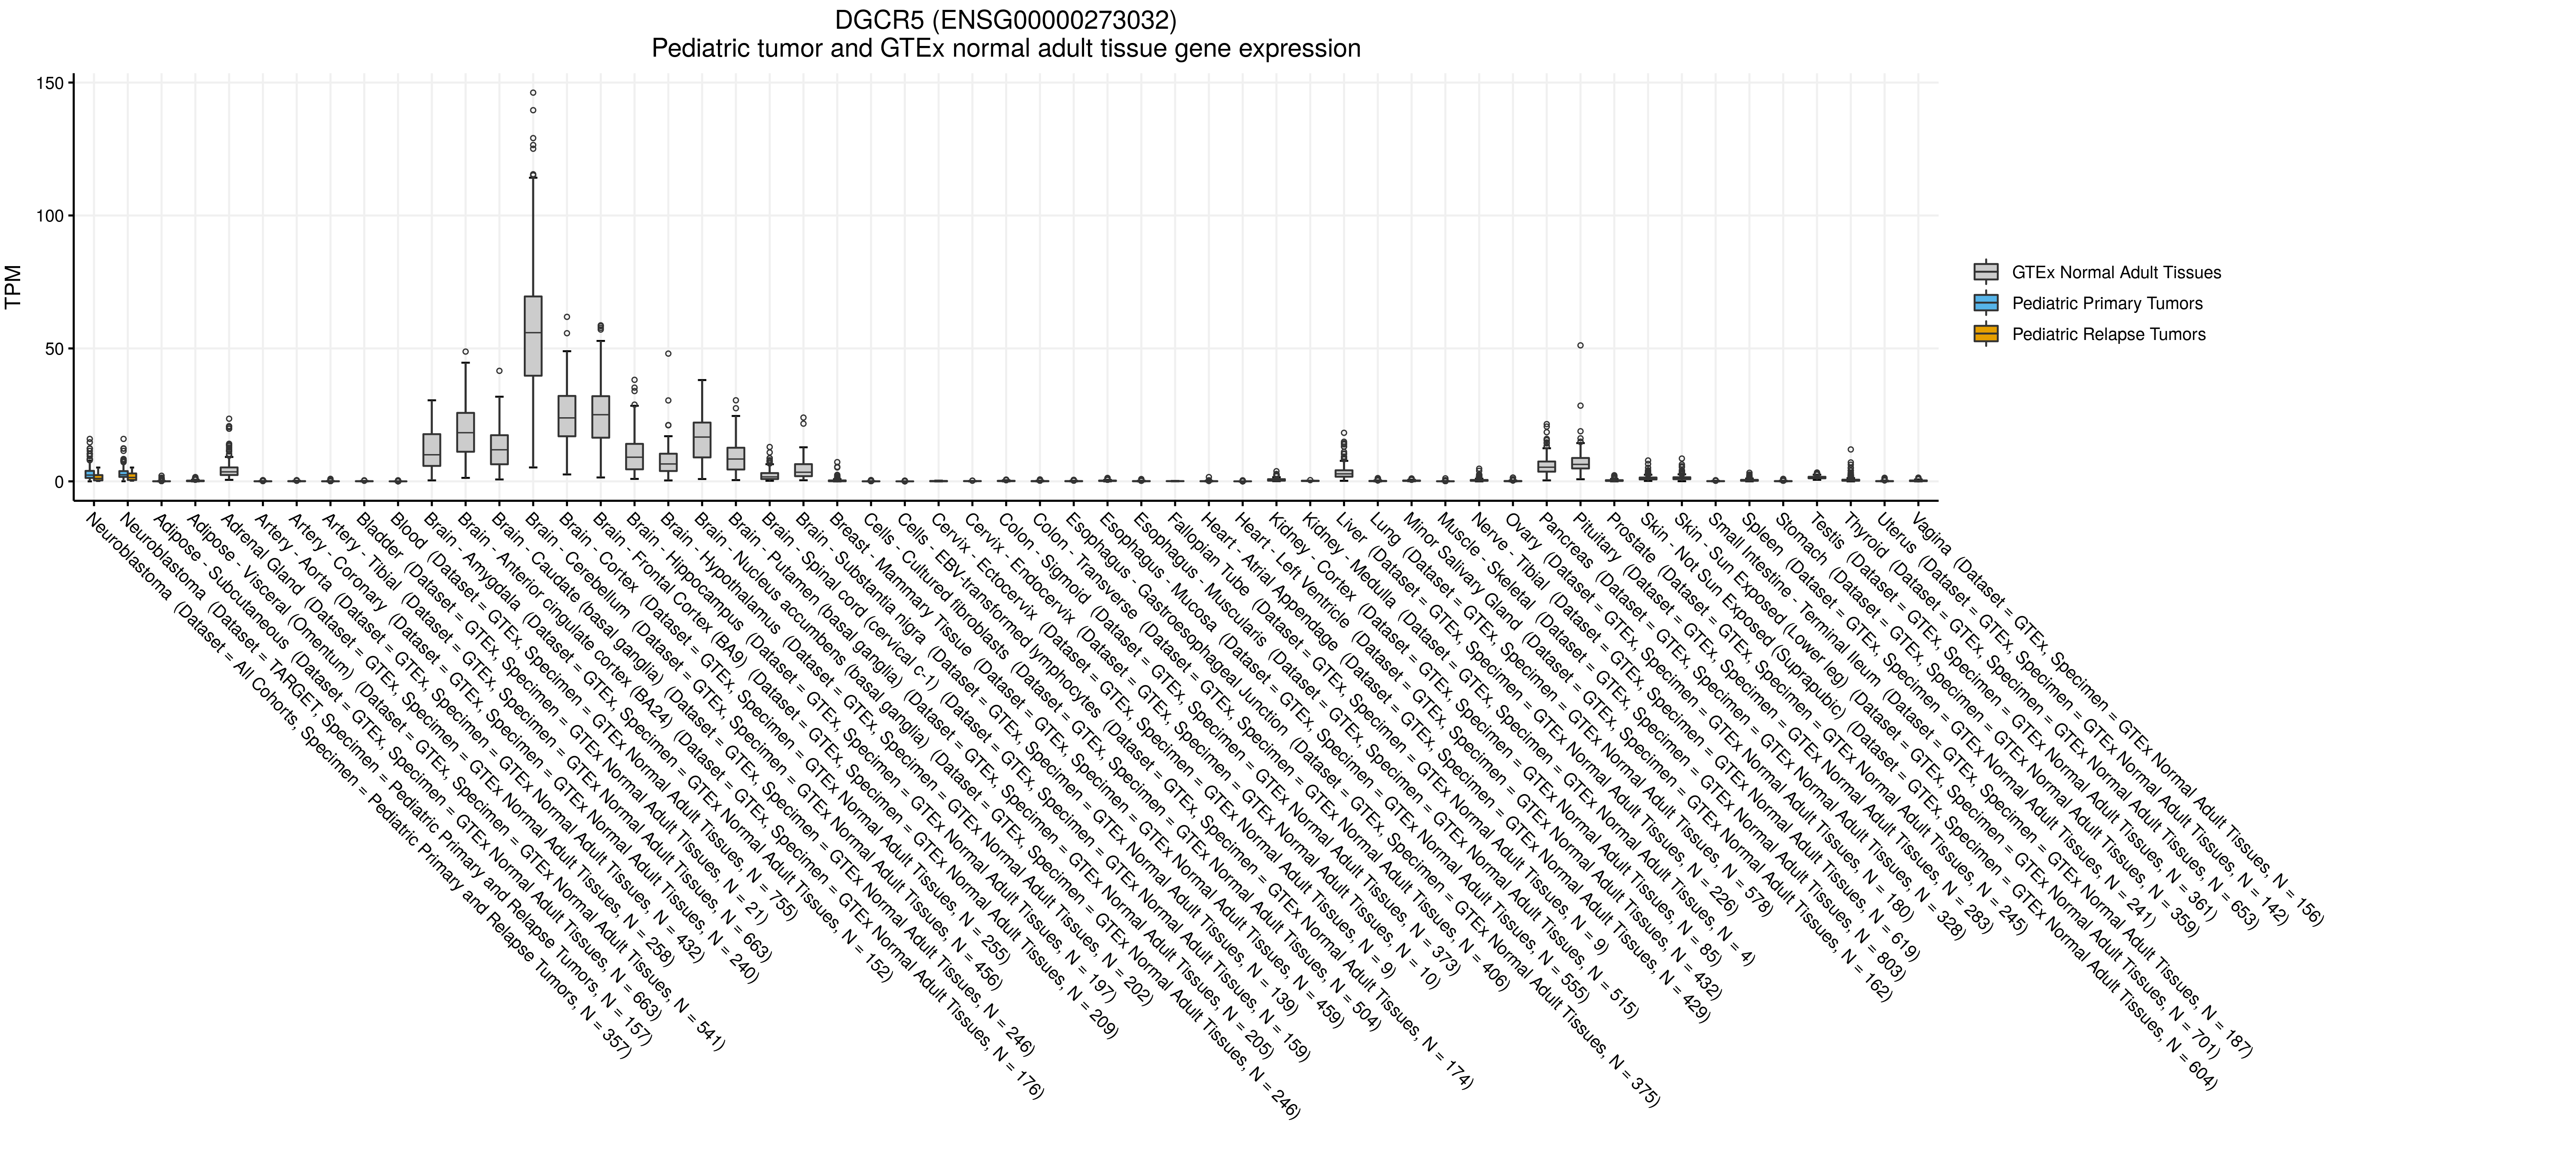 DGCR5 (ENSG00000273032)
Pediatric tumor and GTEx normal adult tissue gene expression
TPM
150
100
50
0
GTEx Normal Adult Tissues
Pediatric Primary Tumors
Pediatric Relapse Tumors
Neuroblastoma (Dataset = All Cohorts, Specimen = Pediatric Primary and Relapse Tumors, N = 357)
Neuroblastoma (Dataset = TARGET, Specimen = Pediatric Primary and Relapse Tumors, N = 157)
Adipose - Subcutaneous (Dataset = GTEx, Specimen = GTEx Normal Adult Tissues, N = 663)
Adipose - Visceral (Omentum) (Dataset = GTEx, Specimen = GTEx Normal Adult Tissues, N = 541)
Adrenal Gland (Dataset = GTEx, Specimen = GTEx Normal Adult Tissues, N = 258)
Artery - Aorta (Dataset = GTEx, Specimen = GTEx Normal Adult Tissues, N = 432)
Artery - Coronary (Dataset = GTEx, Specimen = GTEx Normal Adult Tissues, N = 240)
Artery - Tibial (Dataset = GTEx, Specimen = GTEx Normal Adult Tissues, N = 663)
Bladder (Dataset = GTEx, Specimen = GTEx Normal Adult Tissues, N = 21)
Blood (Dataset = GTEx, Specimen = GTEx Normal Adult Tissues, N = 755)
Brain - Amygdala (Dataset = GTEx, Specimen = GTEx Normal Adult Tissues, N = 152)
Brain - Anterior cingulate cortex (BA24) (Dataset = GTEx, Specimen = GTEx Normal Adult Tissues, N = 176)
Brain - Caudate (basal ganglia) (Dataset = GTEx, Specimen = GTEx Normal Adult Tissues, N = 246)
Brain - Cerebellum (Dataset = GTEx, Specimen = GTEx Normal Adult Tissues, N = 456)
Brain - Cortex (Dataset = GTEx, Specimen = GTEx Normal Adult Tissues, N = 255)
Brain - Frontal Cortex (BA9) (Dataset = GTEx, Specimen = GTEx Normal Adult Tissues, N = 209)
Brain - Hippocampus (Dataset = GTEx, Specimen = GTEx Normal Adult Tissues, N = 197)
Brain - Hypothalamus (Dataset = GTEx, Specimen = GTEx Normal Adult Tissues, N = 202)
Brain - Nucleus accumbens (basal ganglia) (Dataset = GTEx, Specimen = GTEx Normal Adult Tissues, N = 246)
Brain - Putamen (basal ganglia) (Dataset = GTEx, Specimen = GTEx Normal Adult Tissues, N = 205)
Brain - Spinal cord (cervical c-1) (Dataset = GTEx, Specimen = GTEx Normal Adult Tissues, N = 159)
Brain - Substantia nigra (Dataset = GTEx, Specimen = GTEx Normal Adult Tissues, N = 139)
Breast - Mammary Tissue (Dataset = GTEx, Specimen = GTEx Normal Adult Tissues, N = 459)
Cells - Cultured fibroblasts (Dataset = GTEx, Specimen = GTEx Normal Adult Tissues, N = 504)
Cells - EBV-transformed lymphocytes (Dataset = GTEx, Specimen = GTEx Normal Adult Tissues, N = 174)
Cervix - Ectocervix (Dataset = GTEx, Specimen = GTEx Normal Adult Tissues, N = 9)
Cervix - Endocervix (Dataset = GTEx, Specimen = GTEx Normal Adult Tissues, N = 10)
Colon - Sigmoid (Dataset = GTEx, Specimen = GTEx Normal Adult Tissues, N = 373)
Colon - Transverse (Dataset = GTEx, Specimen = GTEx Normal Adult Tissues, N = 406)
Esophagus - Gastroesophageal Junction (Dataset = GTEx, Specimen = GTEx Normal Adult Tissues, N = 375)
Esophagus - Mucosa (Dataset = GTEx, Specimen = GTEx Normal Adult Tissues, N = 555)
Esophagus - Muscularis (Dataset = GTEx, Specimen = GTEx Normal Adult Tissues, N = 515)
Fallopian Tube (Dataset = GTEx, Specimen = GTEx Normal Adult Tissues, N = 9)
Heart - Atrial Appendage (Dataset = GTEx, Specimen = GTEx Normal Adult Tissues, N = 429)
Heart - Left Ventricle (Dataset = GTEx, Specimen = GTEx Normal Adult Tissues, N = 432)
Kidney - Cortex (Dataset = GTEx, Specimen = GTEx Normal Adult Tissues, N = 85)
Kidney - Medulla (Dataset = GTEx, Specimen = GTEx Normal Adult Tissues, N = 4)
Liver (Dataset = GTEx, Specimen = GTEx Normal Adult Tissues, N = 226)
Lung (Dataset = GTEx, Specimen = GTEx Normal Adult Tissues, N = 578)
Minor Salivary Gland (Dataset = GTEx, Specimen = GTEx Normal Adult Tissues, N = 162)
Muscle - Skeletal (Dataset = GTEx, Specimen = GTEx Normal Adult Tissues, N = 803)
Nerve - Tibial (Dataset = GTEx, Specimen = GTEx Normal Adult Tissues, N = 619)
Ovary (Dataset = GTEx, Specimen = GTEx Normal Adult Tissues, N = 180)
Pancreas (Dataset = GTEx, Specimen = GTEx Normal Adult Tissues, N = 328)
Pituitary (Dataset = GTEx, Specimen = GTEx Normal Adult Tissues, N = 283)
Prostate (Dataset = GTEx, Specimen = GTEx Normal Adult Tissues, N = 245)
Skin - Not Sun Exposed (Suprapubic) (Dataset = GTEx, Specimen = GTEx Normal Adult Tissues, N = 604)
Skin - Sun Exposed (Lower leg) (Dataset = GTEx, Specimen = GTEx Normal Adult Tissues, N = 701)
Small Intestine - Terminal Ileum (Dataset = GTEx, Specimen = GTEx Normal Adult Tissues, N = 187)
Spleen (Dataset = GTEx, Specimen = GTEx Normal Adult Tissues, N = 241)
Stomach (Dataset = GTEx, Specimen = GTEx Normal Adult Tissues, N = 359)
Testis (Dataset = GTEx, Specimen = GTEx Normal Adult Tissues, N = 361)
Thyroid (Dataset = GTEx, Specimen = GTEx Normal Adult Tissues, N = 653)
Uterus (Dataset = GTEx, Specimen = GTEx Normal Adult Tissues, N = 142)
Vagina (Dataset = GTEx, Specimen = GTEx Normal Adult Tissues, N = 156)